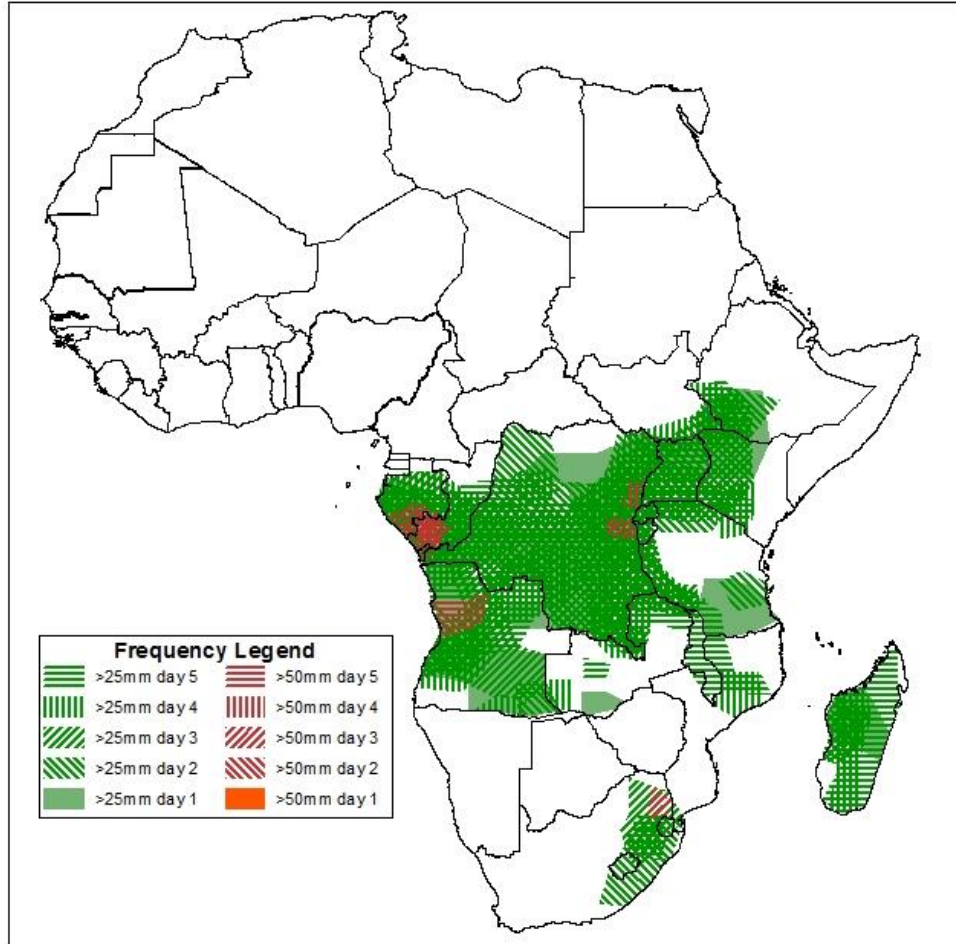 Frequency Legend
>25mm day 5 >50mm day 5
>25mm day 4 >50mm day 4
>25mm day 3 >50mm day 3
>25mm day 2 >50mm day 2
>25mm day 1 >50mm day 1